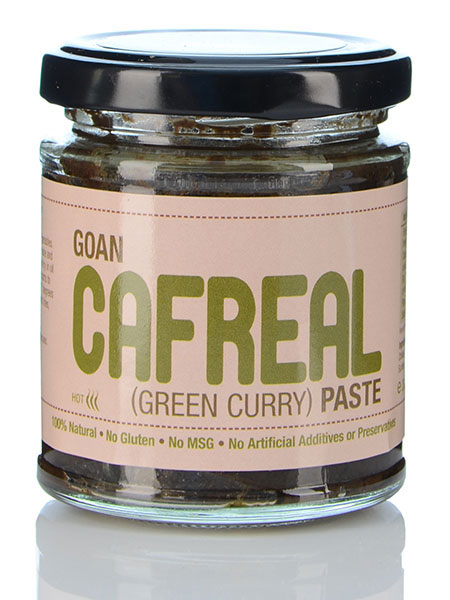 GOAN
CAFREAL
HOT
(GREEN CURRY) PASTE
100% Natural • No Gluten • No MSG • No Artificial Additives or Preservatives